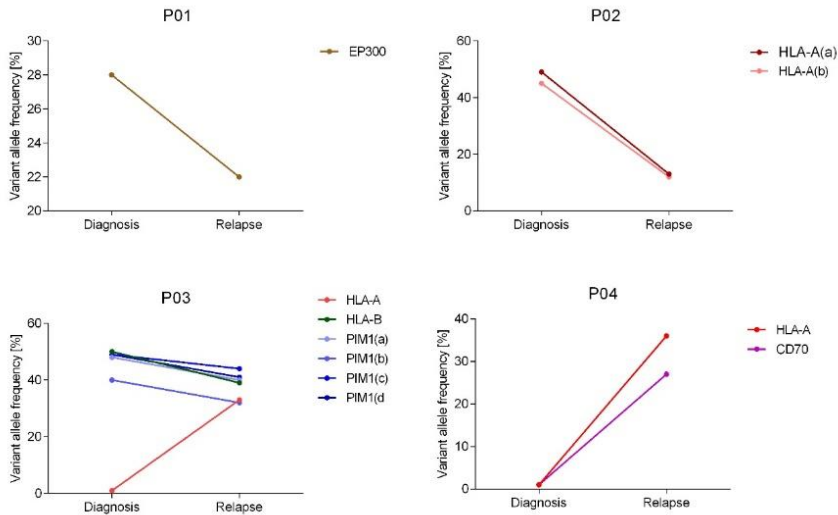 P01
Variant allele frequency [%]
30
28
26
24
22
20
Diagnosis
Relapse
EP300
P02
Variant allele frequency [%]
60
40
20
0
Diagnosis
Relapse
HLA-A(a)
HLA-A(b)
P03
Variant allele frequency [%]
60
40
20
0
Diagnosis
Relapse
HLA-A
HLA-B
PIM1(a)
PIM1(b)
PIM1(c)
PIM1(d
P04
Variant allele frequency [%]
40
30
20
10
0
Diagnosis
Relapse
HLA-A
CD70